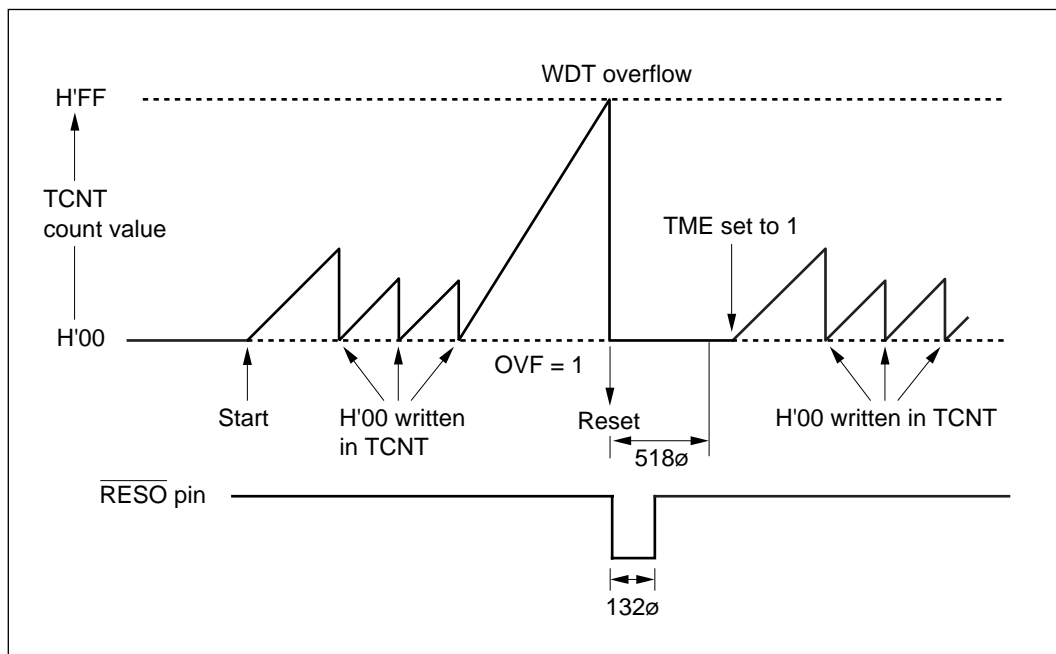 WDT overflow
H'FF
TCNT
count value
TME set to 1
H'00
OVF = 1
Start
H'00 written
in TCNT
Reset
H'00 written in TCNT
518ø
RESO pin
132ø